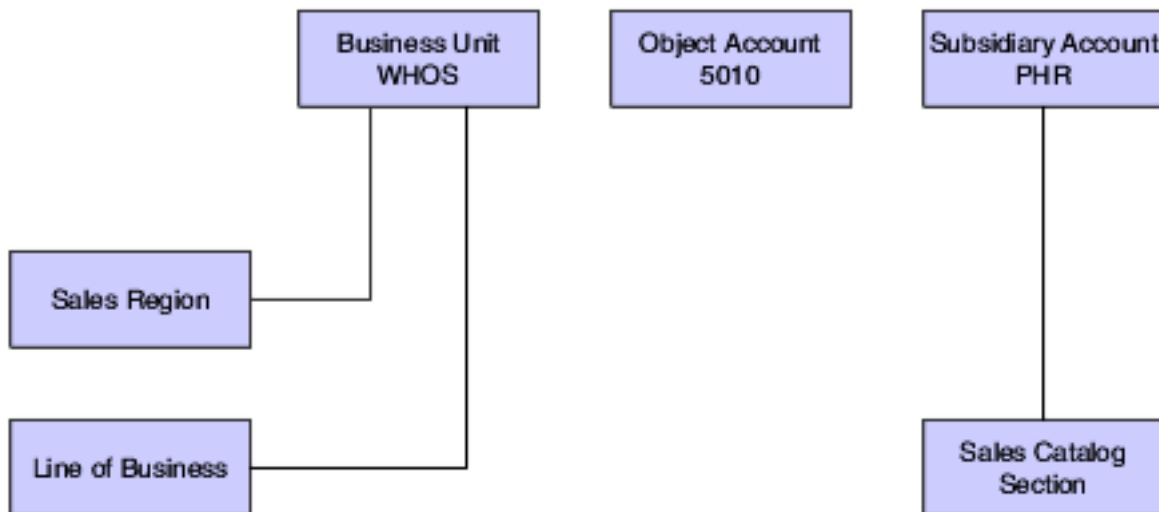 Business Unit
WHOS
Object Account
5010
Subsidiary Account
PHR
Sales Region
Line of Business
Sales Catalog
Section